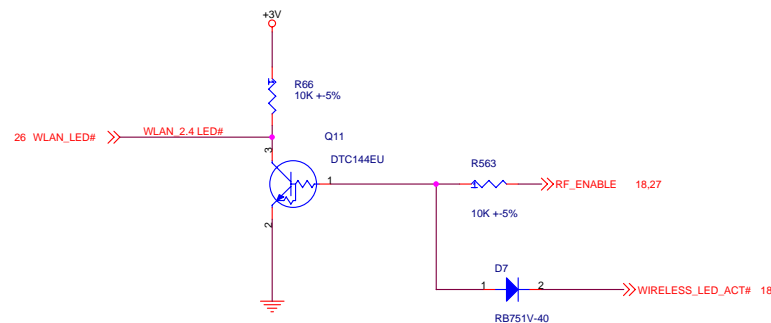 +3V
R66
10K +-5%
26 WLAN_LED#
WLAN_2.4 LED#
Q11
3
DTC144EU
R563
1
RF_ENABLE 18,27
10K +-5%
2
D7
1
2
WIRELESS_LED_ACT# 18
RB751V-40
1
1